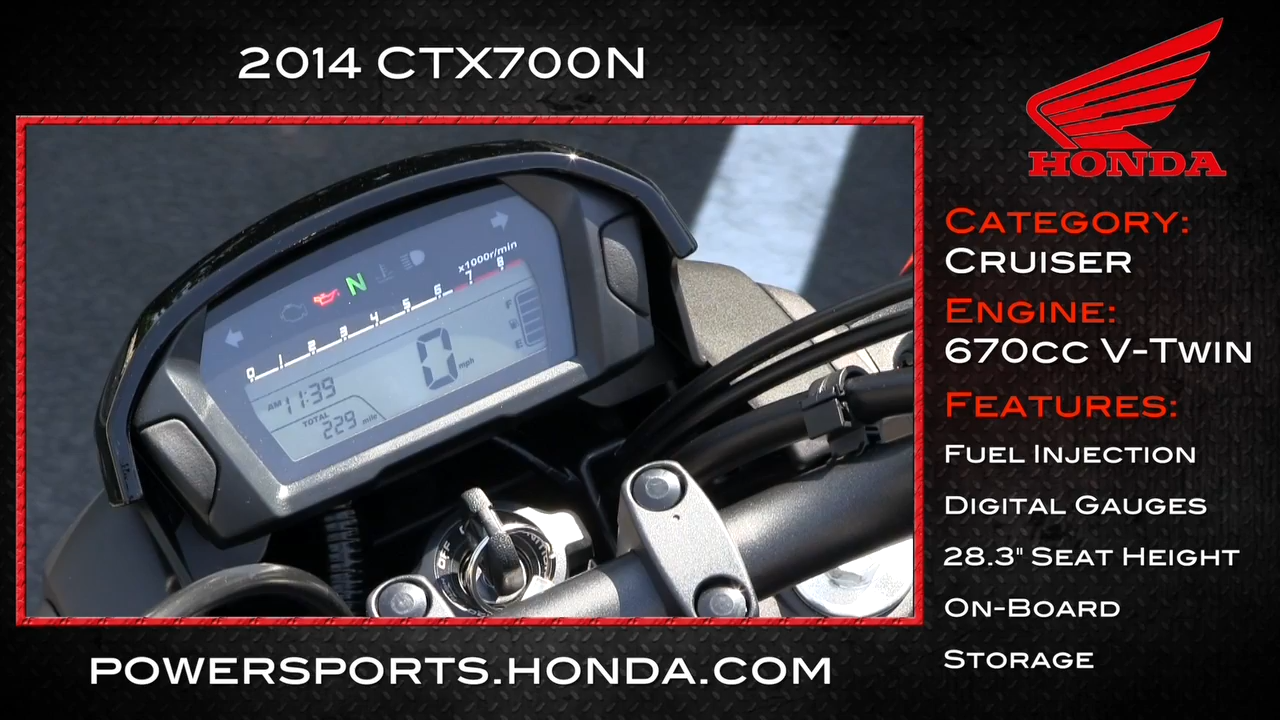 2014 CTX700N
HONDA
CATEGORY:
CRUISER
ENGINE:
670CC V-TWIN
FEATURES:
FUEL INJECTION
DIGITAL GAUGES
28.3" SEAT HEIGHT
ON-BOARD
STORAGE
N
x1000r/min
0 1 2 3 4 5 6 7 8
F
E
0 mph
AM 11:39
TOTAL
229 mile
OFF
POWERSPORTS.HONDA.COM